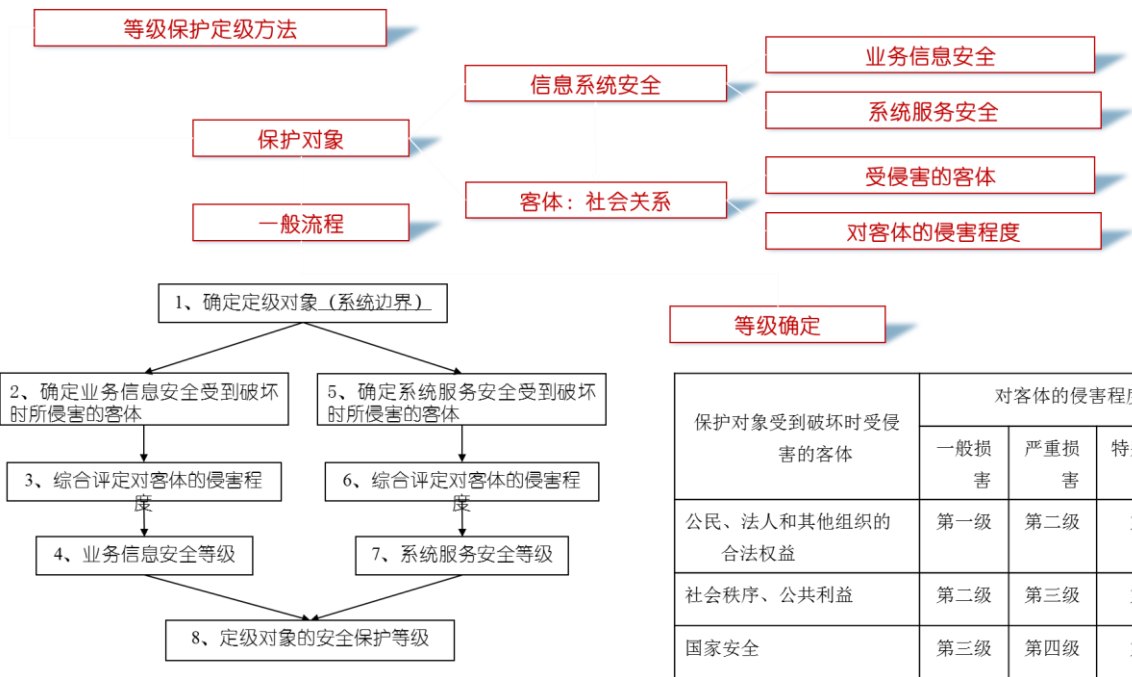 等级保护定级方法
业务信息安全
信息系统安全
系统服务安全
保护对象
受侵害的客体
客体：社会关系
一般流程
对客体的侵害程度
1、确定定级对象（系统边界）
等级确定
2、确定业务信息安全受到破坏
时所侵害的客体
5、确定系统服务安全受到破坏
时所侵害的客体
3、综合评定对客体的侵害程
度
6、综合评定对客体的侵害程
度
4、业务信息安全等级
7、系统服务安全等级
8、定级对象的安全保护等级
保护对象受到破坏时受侵
害的客体
对客体的侵害程
一般损
害
严重损
害
特
公民、法人和其他组织的
合法权益
第一级
第二级
社会秩序、公共利益
第二级
第三级
国家安全
第三级
第四级